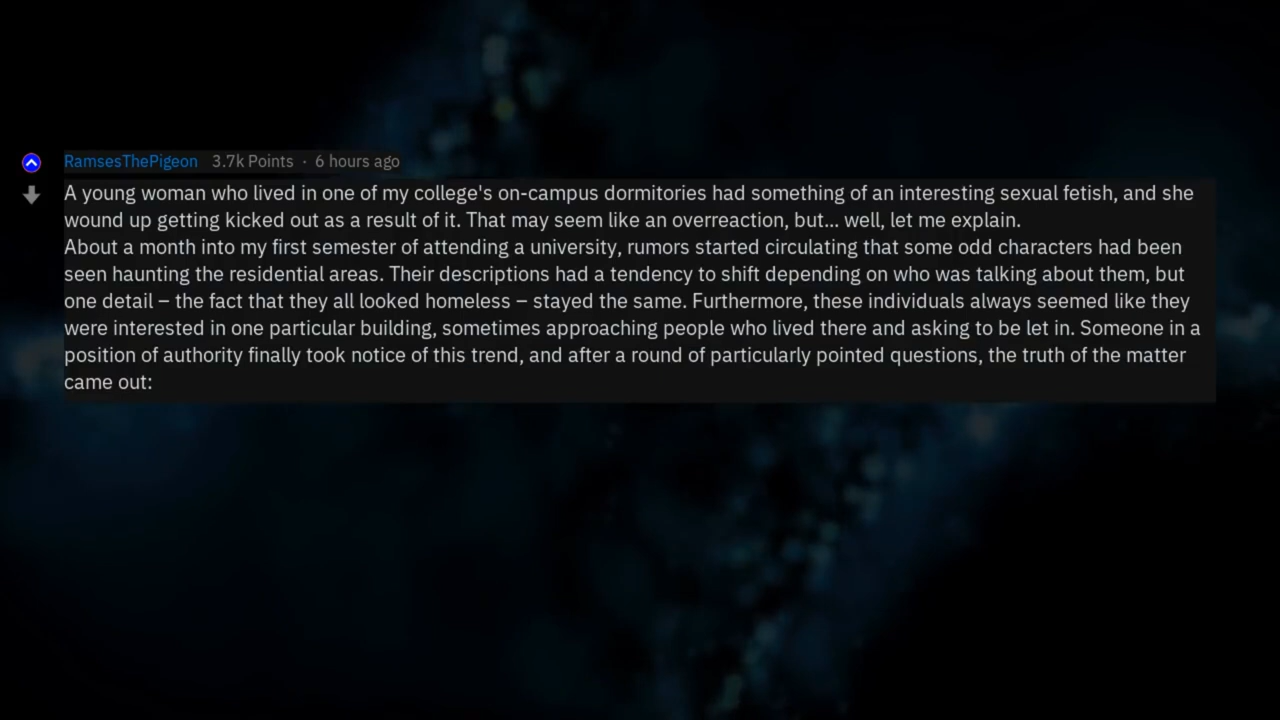 RamsesThePigeon 3.7k Points · 6 hours ago
A young woman who lived in one of my college's on-campus dormitories had something of an interesting sexual fetish, and she
wound up getting kicked out as a result of it. That may seem like an overreaction, but... well, let me explain.
About a month into my first semester of attending a university, rumors started circulating that some odd characters had been
seen haunting the residential areas. Their descriptions had a tendency to shift depending on who was talking about them, but
one detail – the fact that they all looked homeless – stayed the same. Furthermore, these individuals always seemed like they
were interested in one particular building, sometimes approaching people who lived there and asking to be let in. Someone in a
position of authority finally took notice of this trend, and after a round of particularly pointed questions, the truth of the matter
came out: